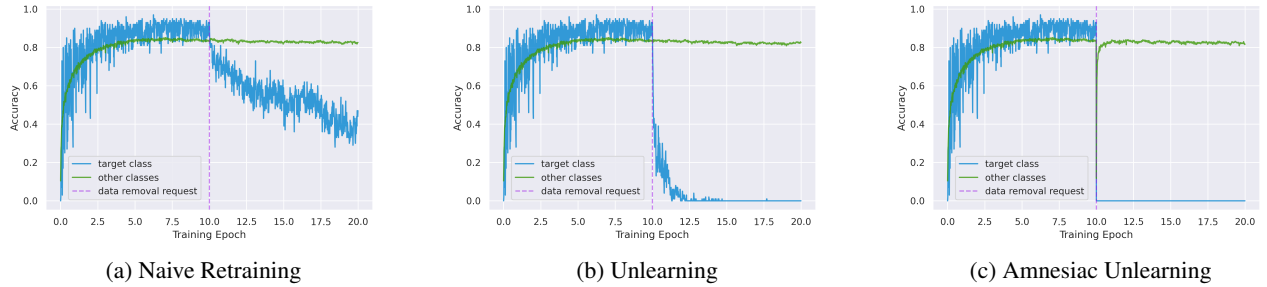 1.0
0.8
0.6
0.4
0.2
0.0
Accuracy
target class
other classes
data removal request
0.0 2.5 5.0 7.5 10.0 12.5 15.0 17.5 20.0
Training Epoch
(a) Naive Retraining
1.0
0.8
0.6
0.4
0.2
0.0
Accuracy
target class
other classes
data removal request
0.0 2.5 5.0 7.5 10.0 12.5 15.0 17.5 20.0
Training Epoch
(b) Unlearning
1.0
0.8
0.6
0.4
0.2
0.0
Accuracy
target class
other classes
data removal request
0.0 2.5 5.0 7.5 10.0 12.5 15.0 17.5 20.0
Training Epoch
(c) Amnesiac Unlearning